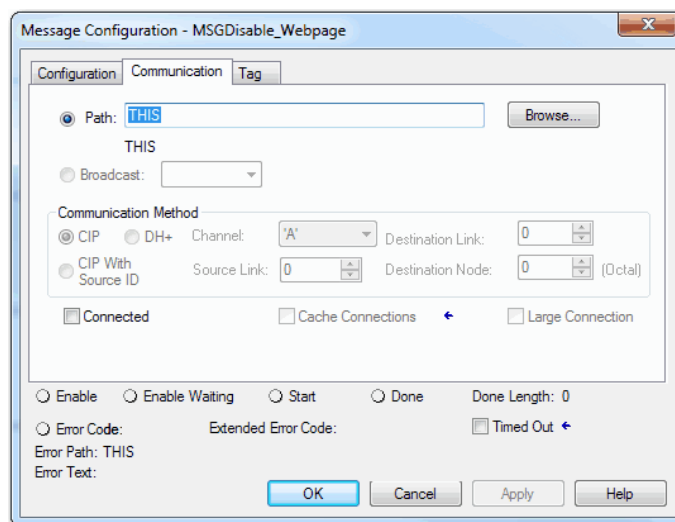 Message Configuration - MSGDisable_Webpage
Configuration Communication Tag
Path: THIS Browse...
THIS
Broadcast:
Communication Method
CIP DH+ Channel: 'A' Destination Link: 0
CIP With Source ID Source Link: 0 Destination Node: 0 (Octal)
Connected Cache Connections Large Connection
Enable Enable Waiting Start Done Done Length: 0
Error Code: Extended Error Code: Timed Out
Error Path: THIS
Error Text:
OK Cancel Apply Help